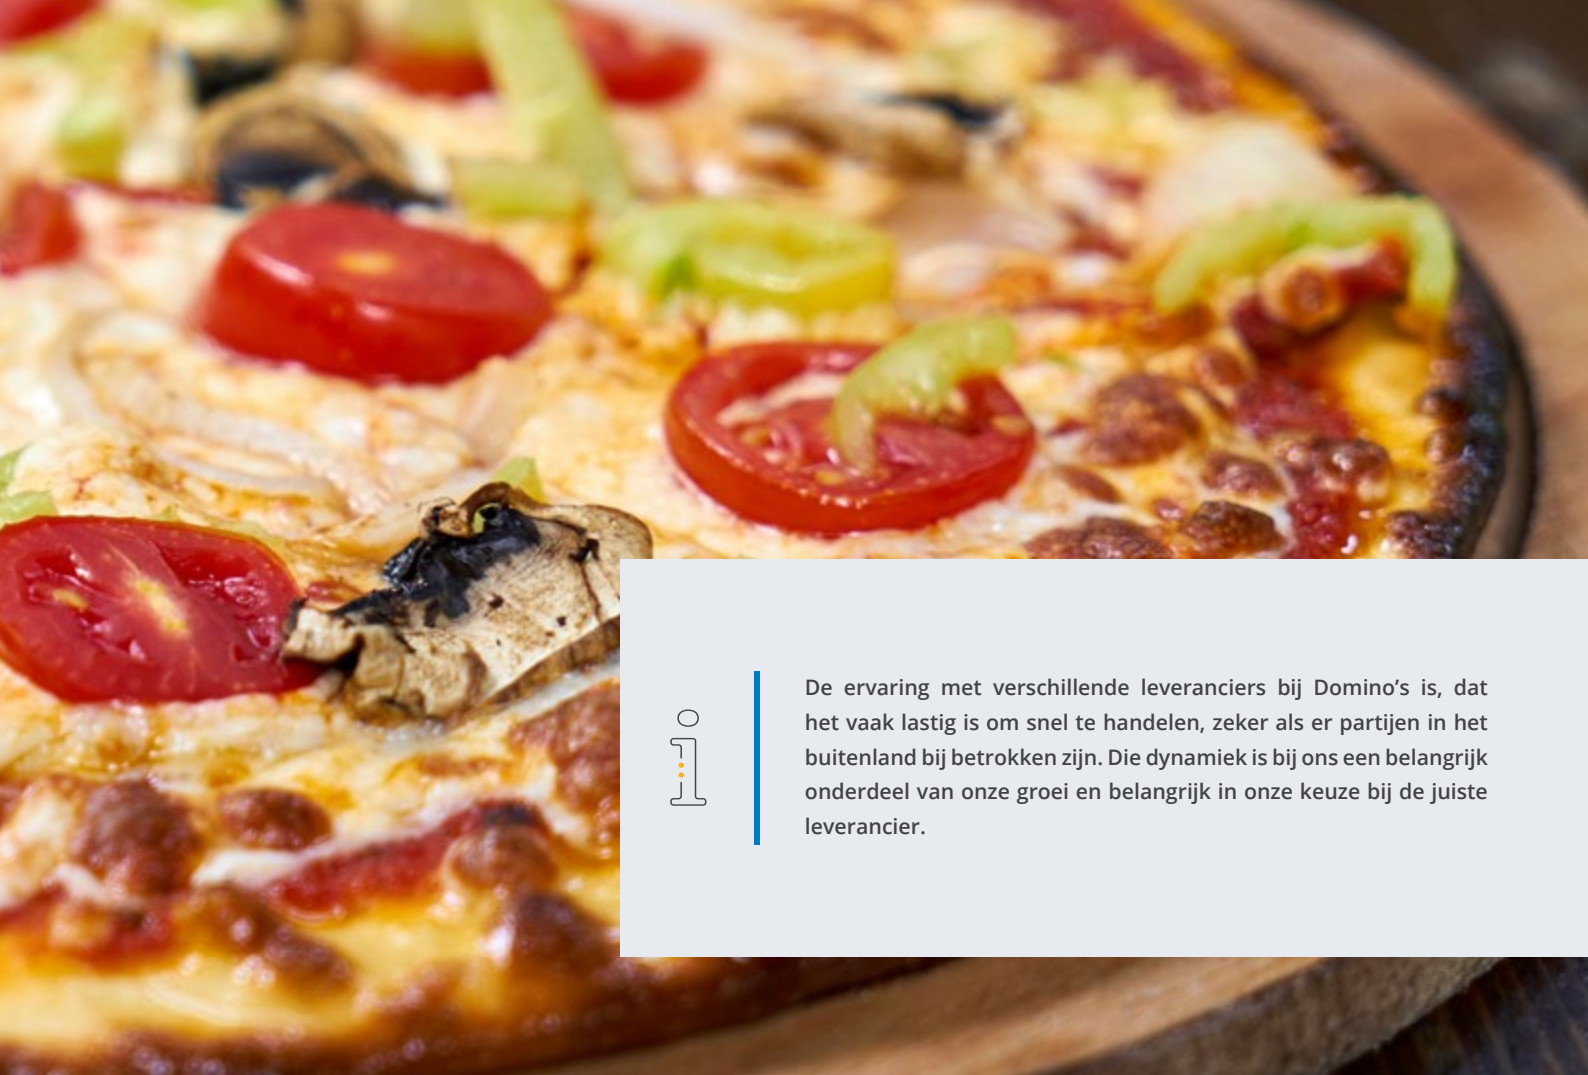 De ervaring met verschillende leveranciers bij Domino’s is, dat
het vaak lastig is om snel te handelen, zeker als er partijen in het
buitenland bij betrokken zijn. Die dynamiek is bij ons een belangrijk
onderdeel van onze groei en belangrijk in onze keuze bij de juiste
leverancier.